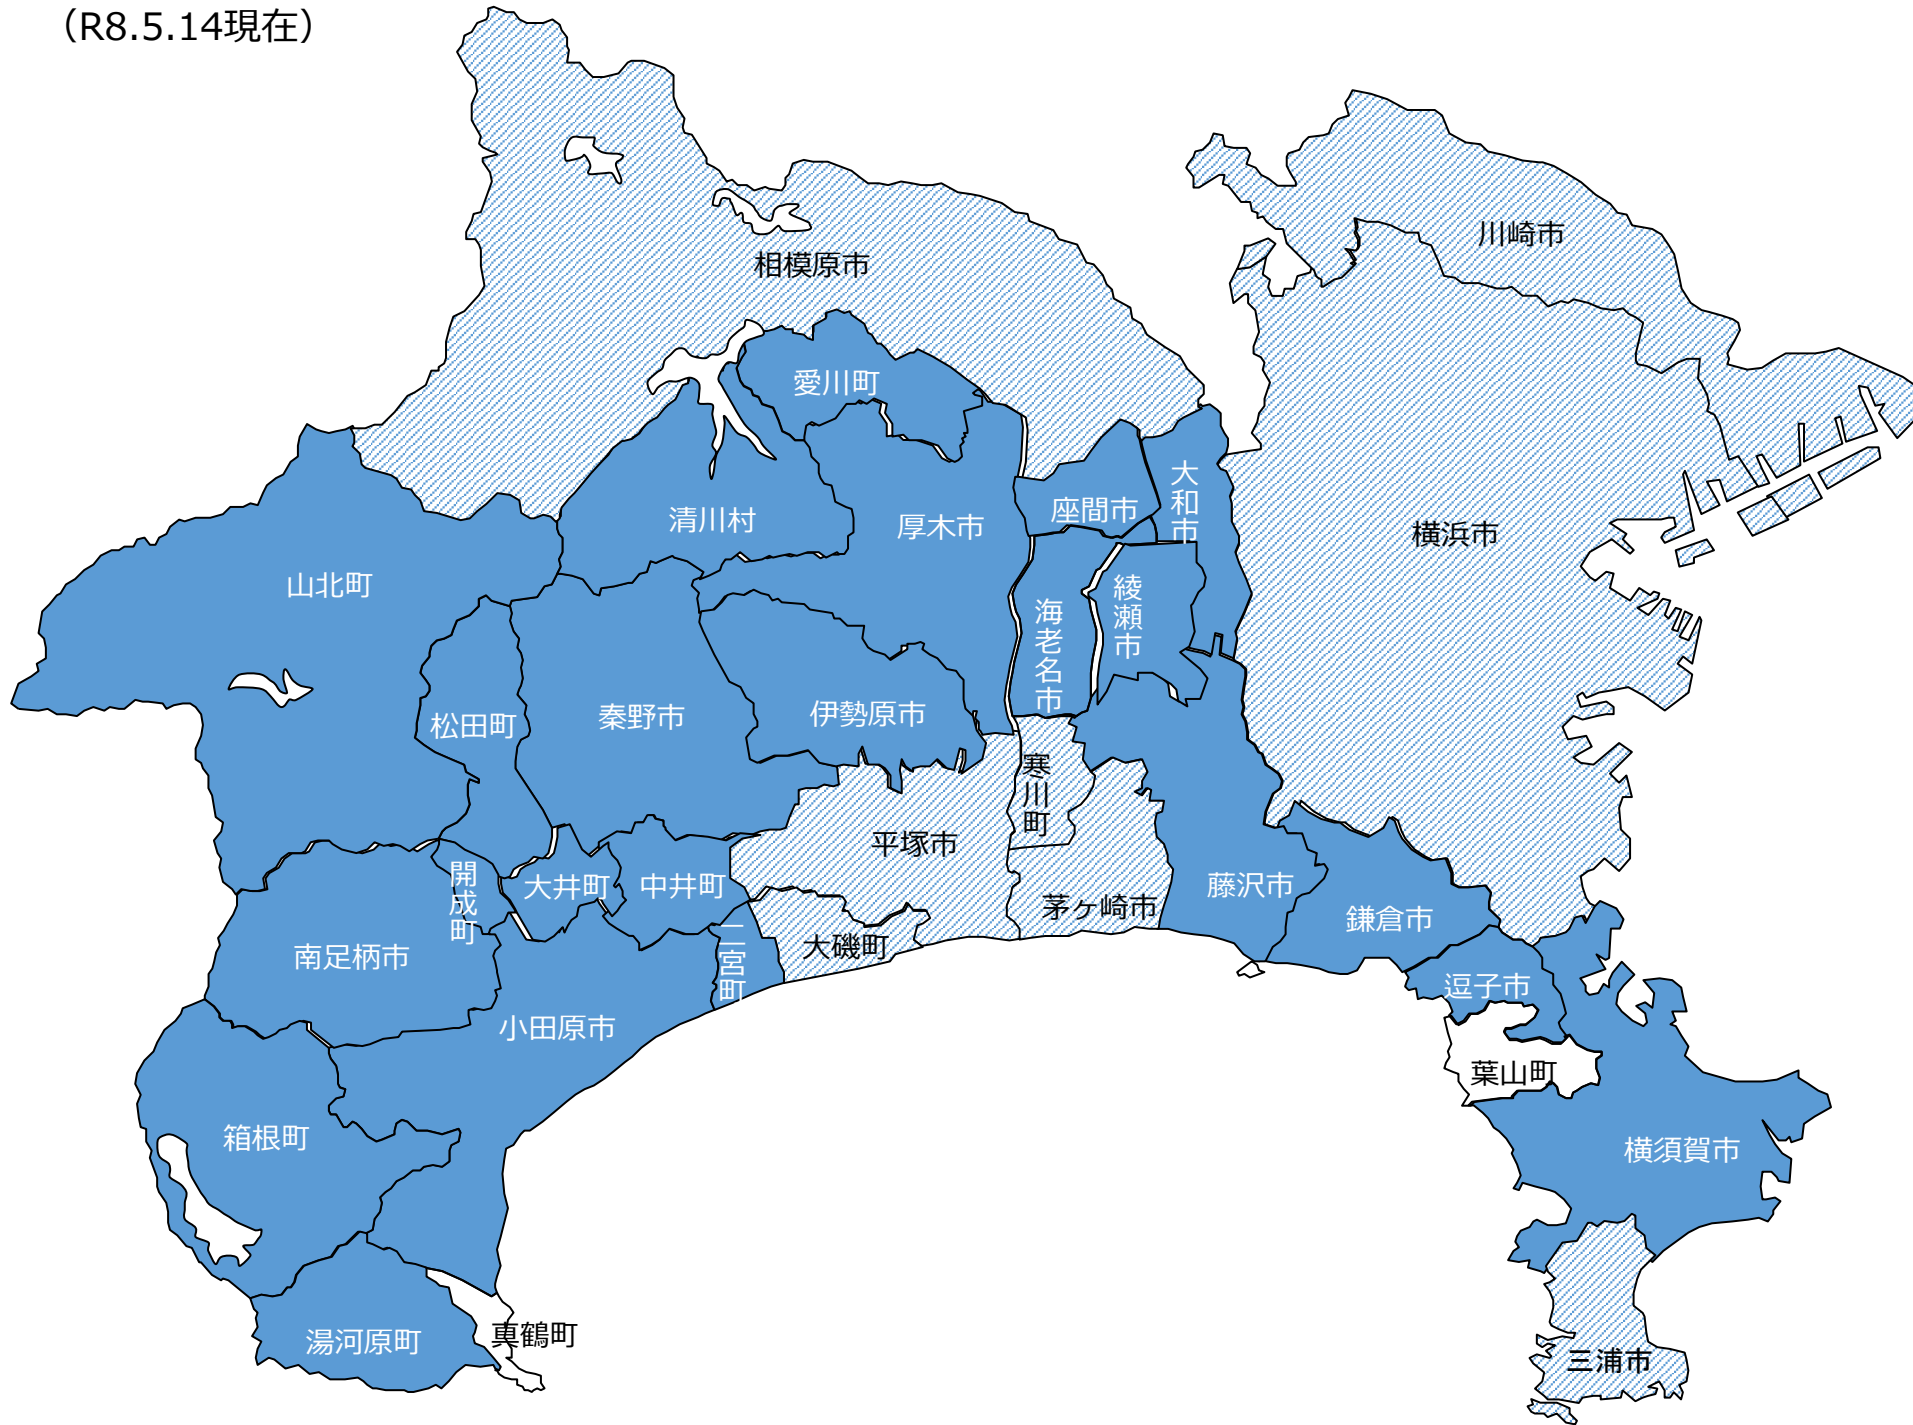 （R8.5.14現在）
川崎市
相模原市
愛川町
大和市
座間市
清川村
厚木市
横浜市
山北町
綾瀬市
海老名市
松田町
秦野市
伊勢原市
寒川町
平塚市
開成町
大井町
中井町
藤沢市
茅ヶ崎市
鎌倉市
大磯町
二宮町
南足柄市
逗子市
小田原市
葉山町
箱根町
横須賀市
真鶴町
湯河原町
三浦市